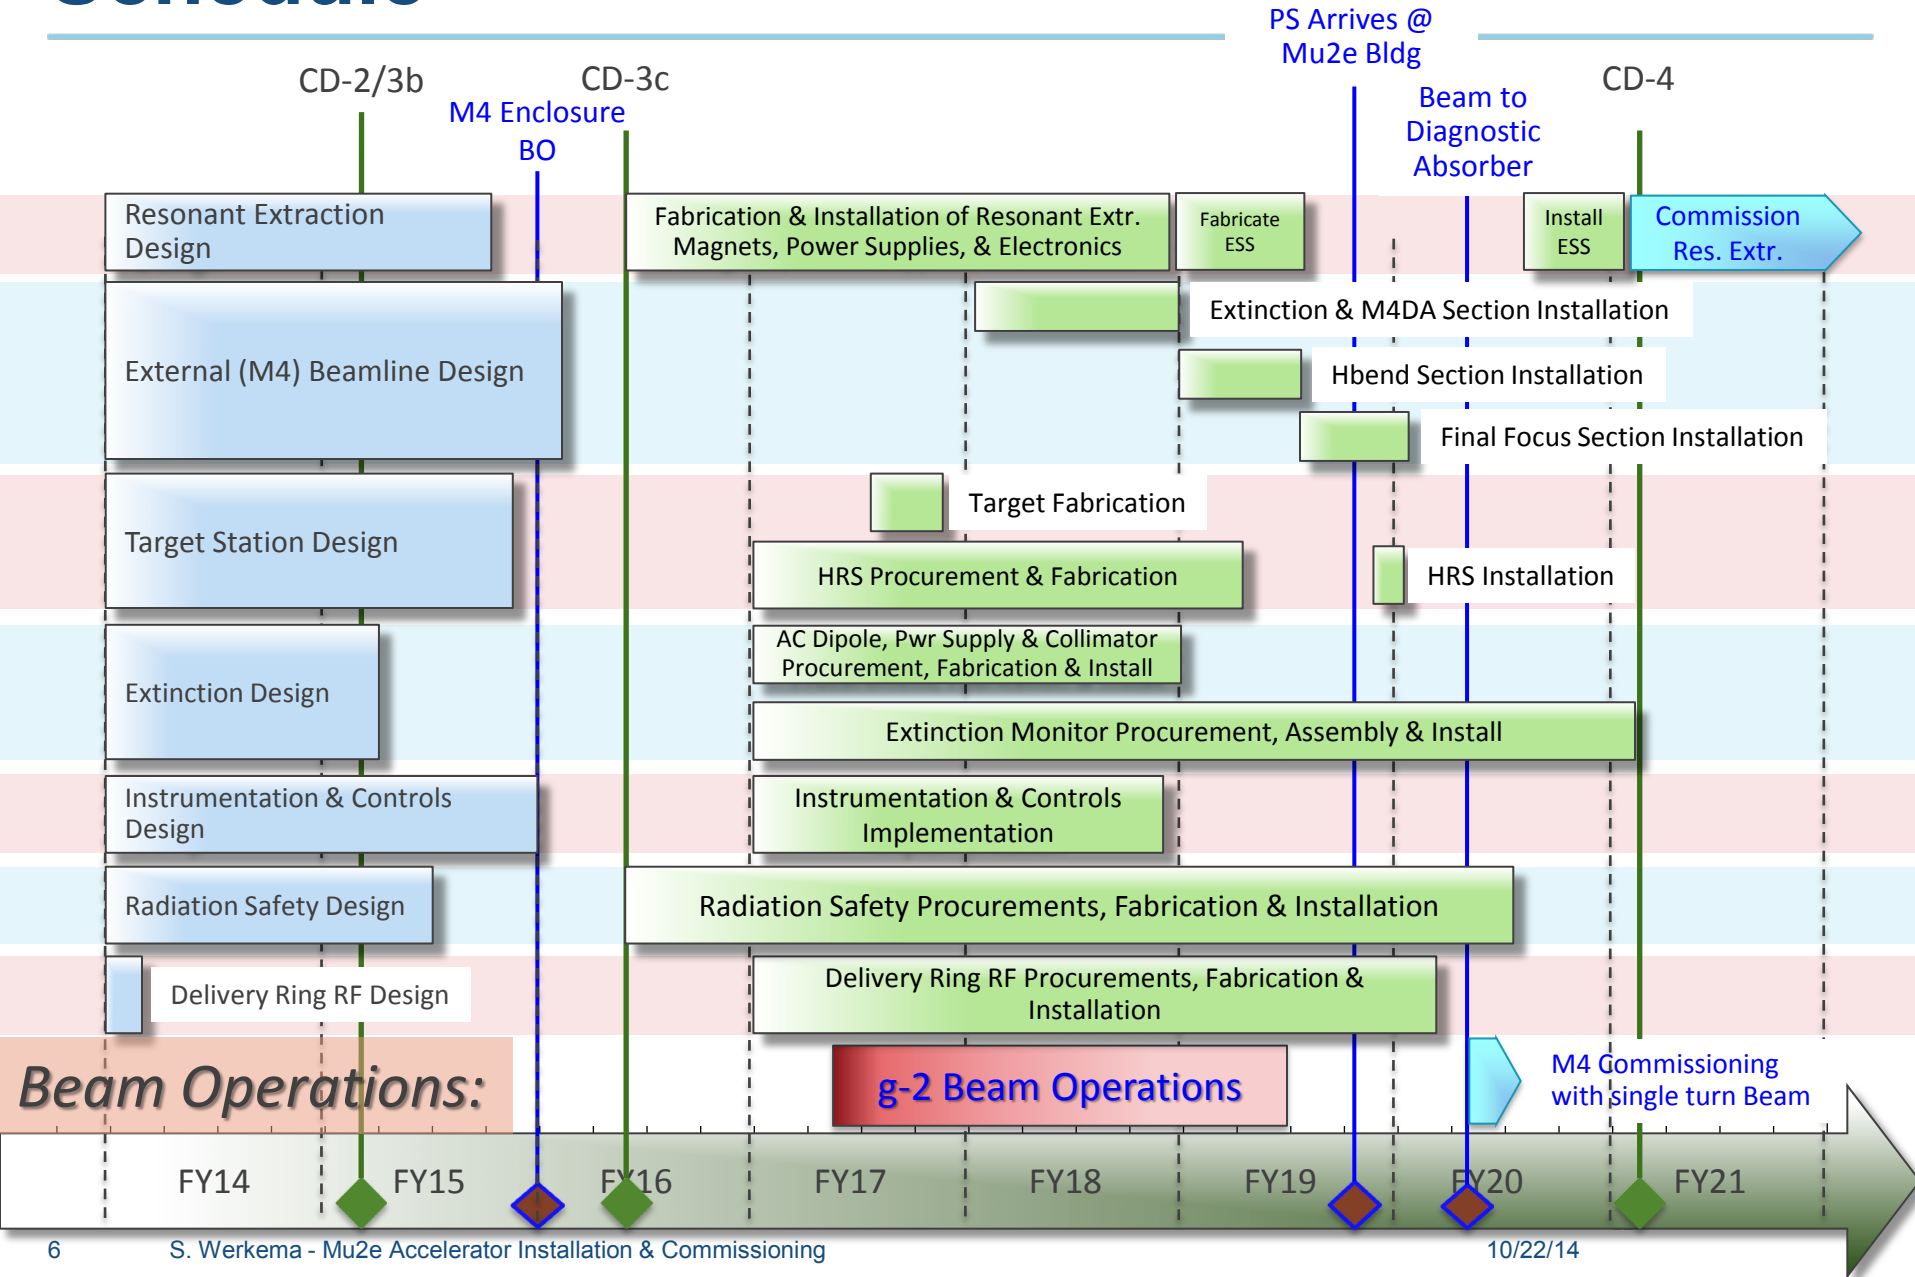 Schedule
PS Arrives @
Mu2e Bldg
CD-2/3b
CD-3c
CD-4
M4 Enclosure
BO
Beam to
Diagnostic
Absorber
Resonant Extraction
Design
Fabrication & Installation of Resonant Extr.
Magnets, Power Supplies, & Electronics
Fabricate
ESS
Install
ESS
Commission
Res. Extr.
External (M4) Beamline Design
Extinction & M4DA Section Installation
Hbend Section Installation
Final Focus Section Installation
Target Station Design
Target Fabrication
HRS Procurement & Fabrication
HRS Installation
Extinction Design
AC Dipole, Pwr Supply & Collimator
Procurement, Fabrication & Install
Extinction Monitor Procurement, Assembly & Install
Instrumentation & Controls
Design
Instrumentation & Controls
Implementation
Radiation Safety Design
Radiation Safety Procurements, Fabrication & Installation
Delivery Ring RF Design
Delivery Ring RF Procurements, Fabrication &
Installation
Beam Operations:
g-2 Beam Operations
M4 Commissioning
with single turn Beam
FY14
FY15
FY16
FY17
FY18
FY19
FY20
FY21
6
S. Werkema - Mu2e Accelerator Installation & Commissioning
10/22/14